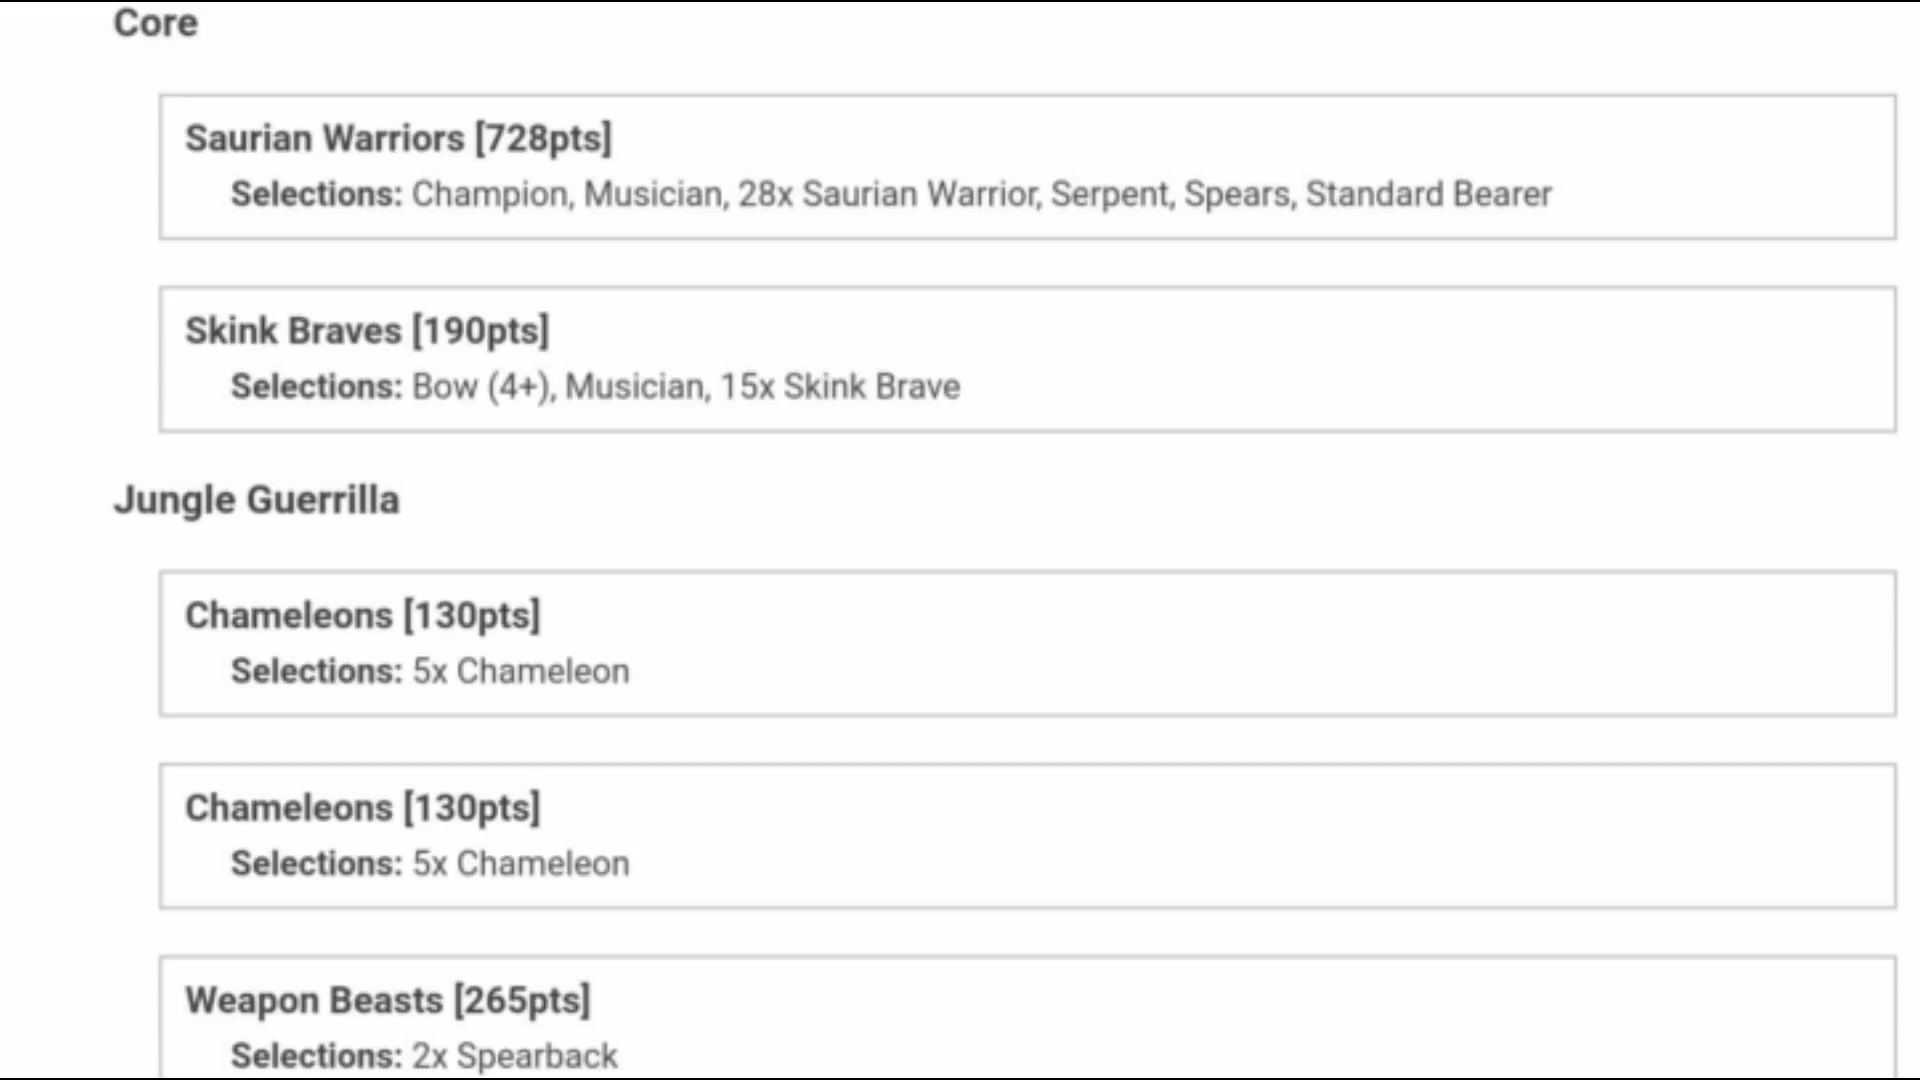 Core
Saurian Warriors [728pts]
Selections: Champion, Musician, 28x Saurian Warrior, Serpent, Spears, Standard Bearer
Skink Braves [190pts]
Selections: Bow (4+), Musician, 15x Skink Brave
Jungle Guerrilla
Chameleons [130pts]
Selections: 5x Chameleon
Chameleons [130pts]
Selections: 5x Chameleon
Weapon Beasts [265pts]
Selections: 2x Spearback